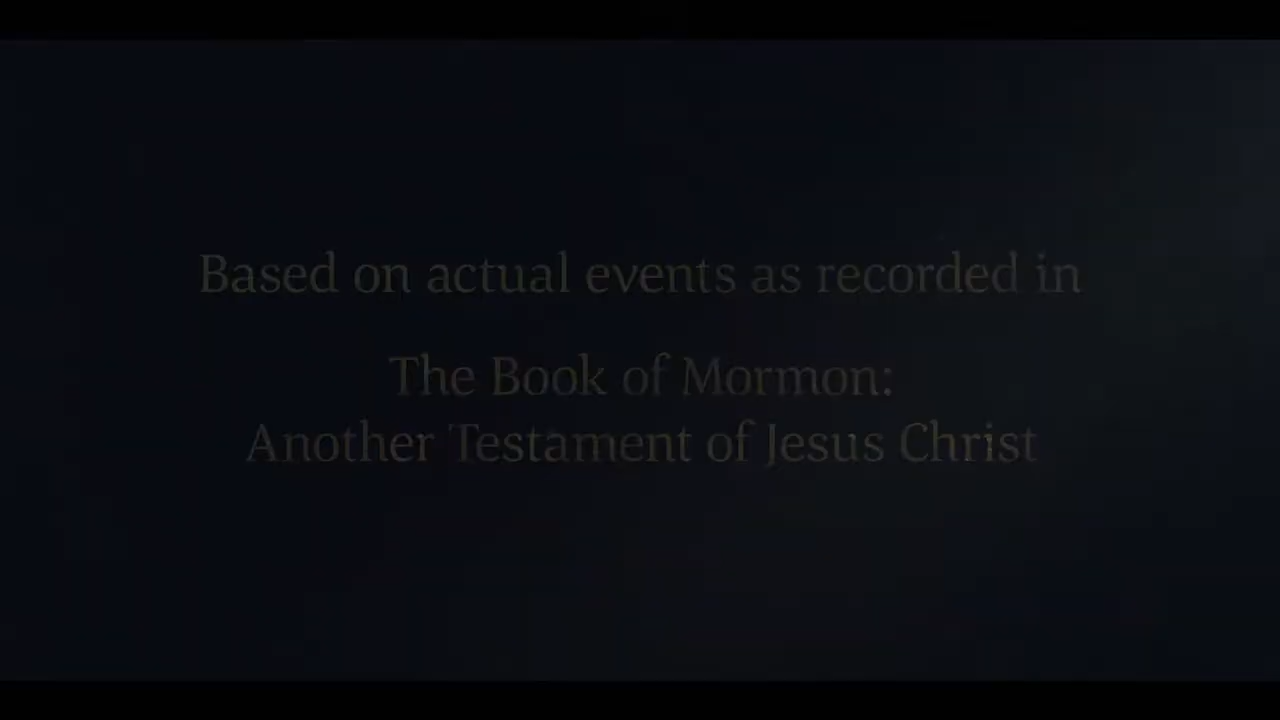 Based on actual events as recorded in
The Book of Mormon:
Another Testament of Jesus Christ